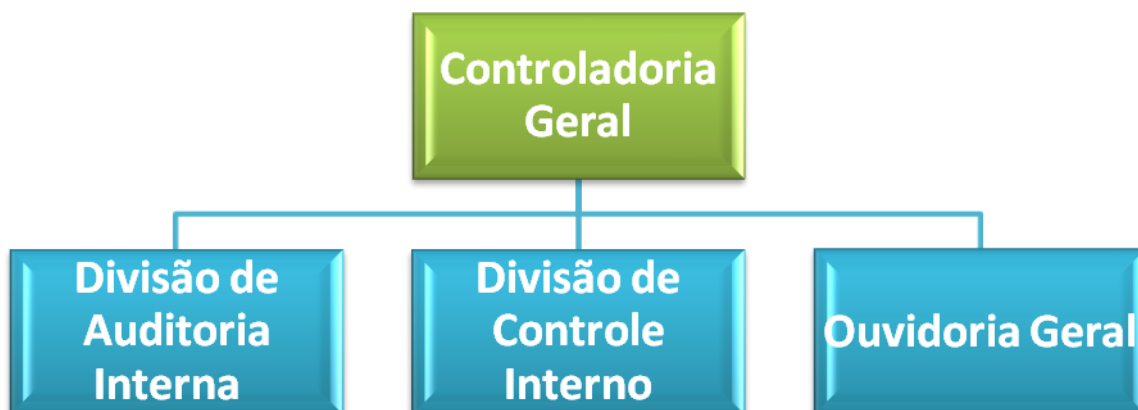 Controladoria
Geral
Divisão de
Auditoria
Interna
Divisão de
Controle
Interno
Ouvidoria Geral